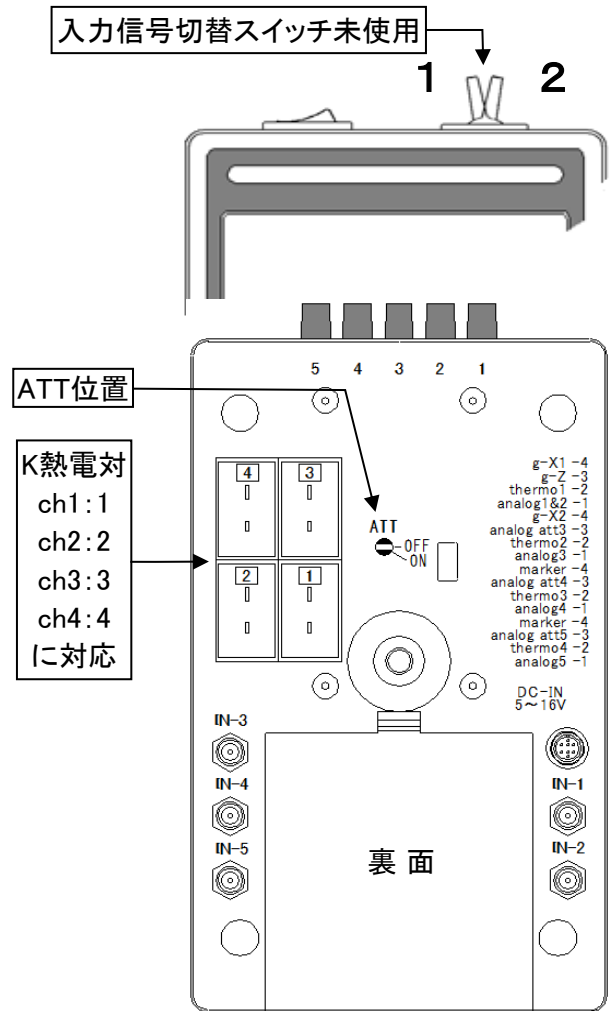 入力信号切替スイッチ未使用
1 2
5 4 3 2 1
ATT位置
K熱電対
ch1:1
ch2:2
ch3:3
ch4:4
に対応
4 3
2 1
ATT
OFF
ON
g-X1 -4
g-Z -3
thermo1 -2
analog1&2 -1
g-X2 -4
analog att3 -3
thermo2 -2
analog3 -1
marker -4
analog att4 -3
thermo3 -2
analog4 -1
marker -4
analog att5 -3
thermo4 -2
analog5 -1
DC-IN
5～16V
IN-3
IN-4
IN-5
IN-1
IN-2
裏面